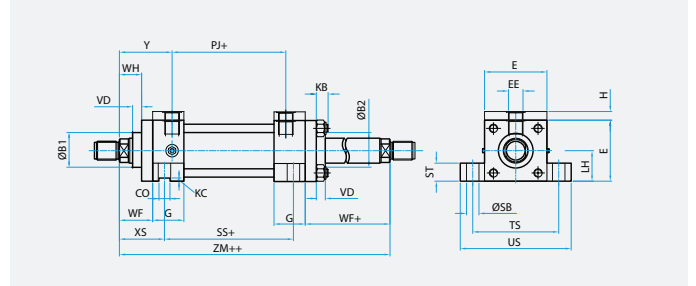 Y
PJ+
WH
VD
KB
ØB2
ØB1
CO
KC
VD
WF
G
G
WF+
XS
SS+
ZM++
E
EE
H
E
LH
ST
ØSB
TS
US